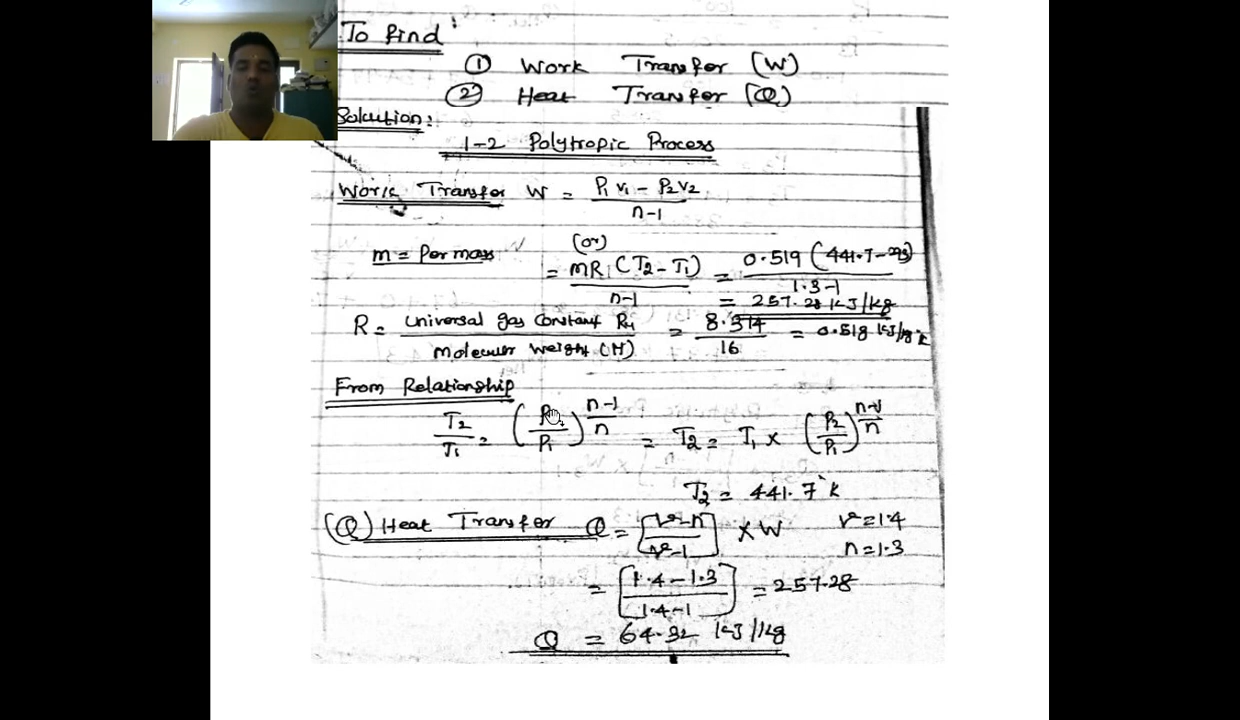 To find
① Work Transfer (W)
② Heat Transfer (Q)
Solution:
1-2 Polytropic Process
Work Transfer W = P₁V₁ - P₂V₂ / n-1
(or)
m = Per mass = mR (T₂ - T₁) / n-1 = 0.519 (441.7-293) / 1.3-1
= 257.28 KJ/kg
R = Universal gas constant Ru / molecular weight (M) = 8.314 / 16 = 0.519 KJ/kg K
From Relationship
T₂ / T₁ = (P₂ / P₁)^(n-1 / n) = T₂ = T₁ × (P₂ / P₁)^(n-1 / n)
T₂ = 441.7 K
(Q) Heat Transfer Q = [γ-n / γ-1] × W γ = 1.4
n = 1.3
= [1.4-1.3 / 1.4-1] = 257.28
Q = 64.32 KJ/kg